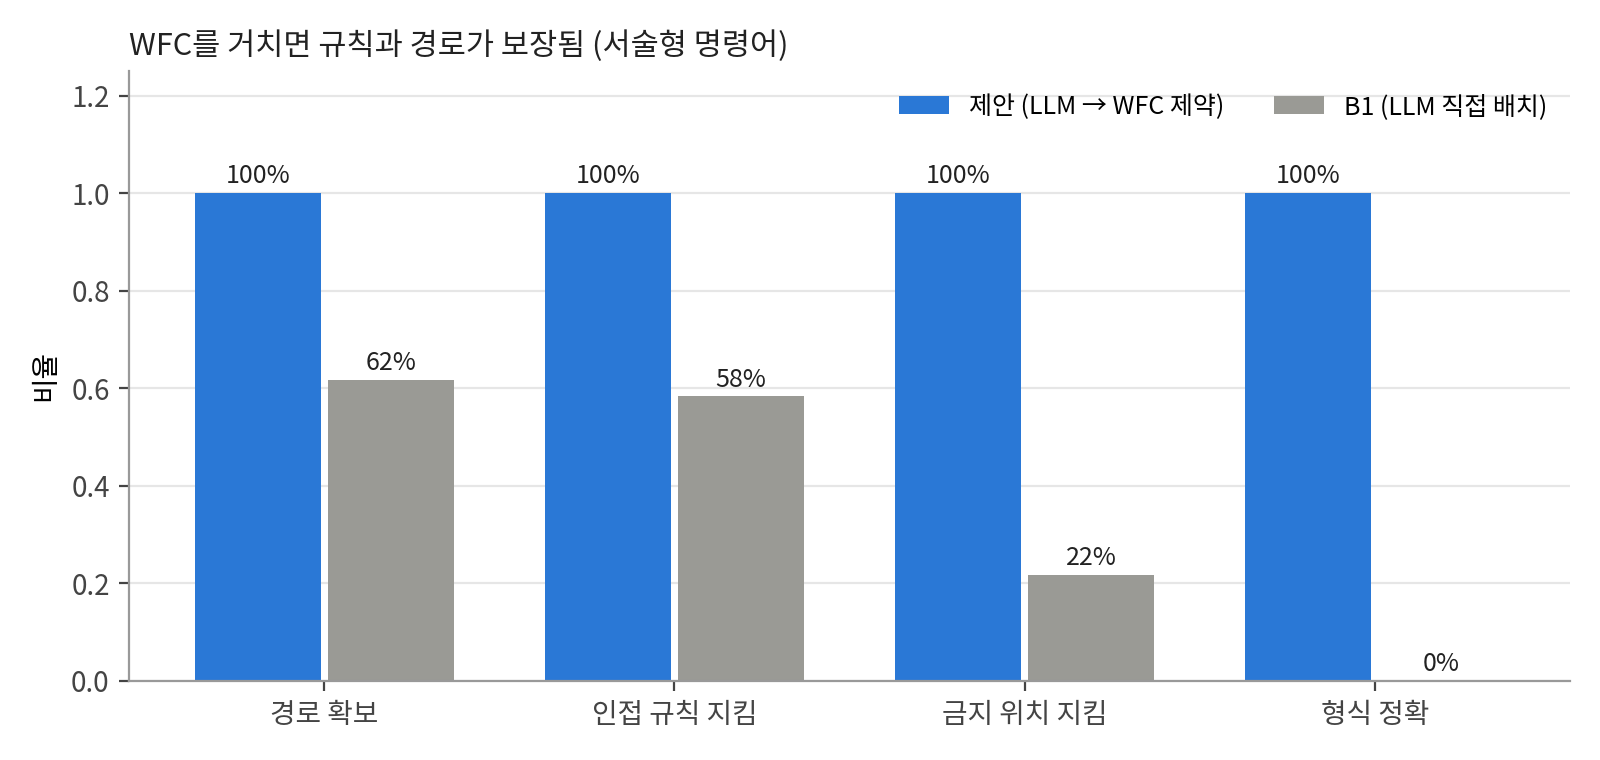 WFC를 거치면 규칙과 경로가 보장됨 (서술형 명령어)
제안 (LLM → WFC 제약)
B1 (LLM 직접 배치)
비율
1.2
1.0
0.8
0.6
0.4
0.2
0.0
100%
62%
100%
58%
100%
22%
100%
0%
경로 확보
인접 규칙 지킴
금지 위치 지킴
형식 정확